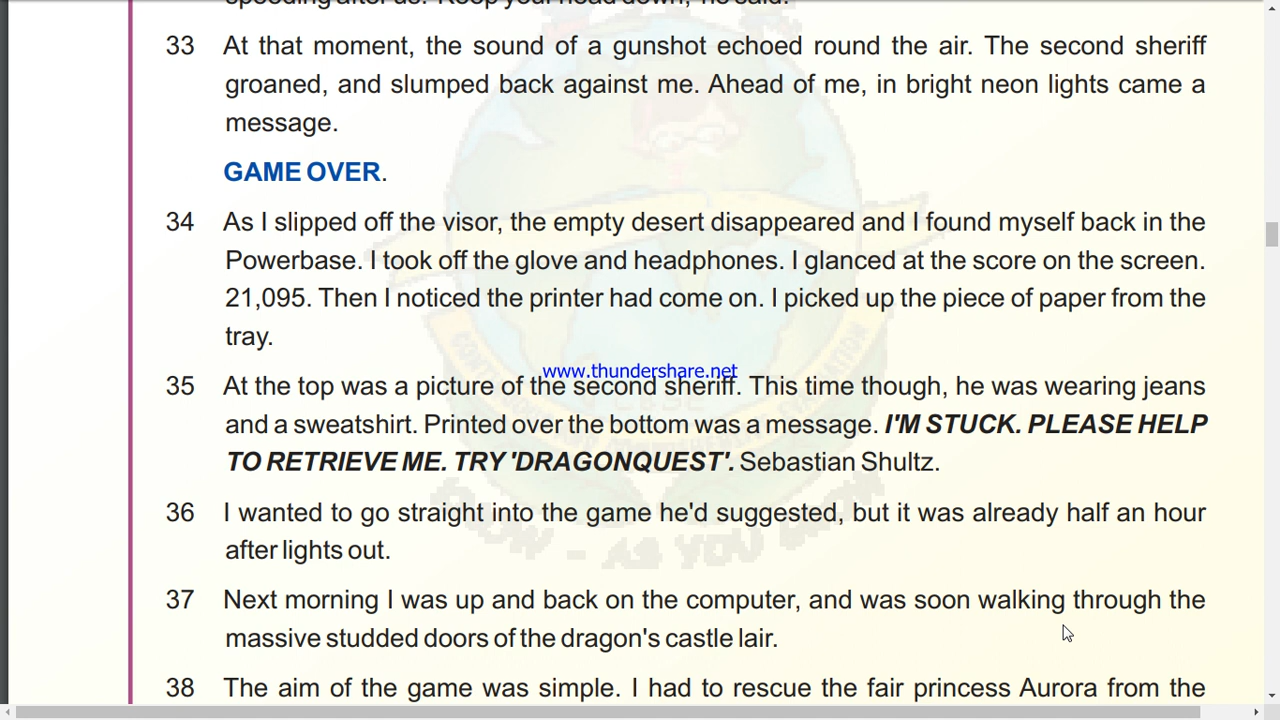 speeding after us. 'Keep your head down,' he said.
33 At that moment, the sound of a gunshot echoed round the air. The second sheriff
groaned, and slumped back against me. Ahead of me, in bright neon lights came a
message.
GAME OVER.
34 As I slipped off the visor, the empty desert disappeared and I found myself back in the
Powerbase. I took off the glove and headphones. I glanced at the score on the screen.
21,095. Then I noticed the printer had come on. I picked up the piece of paper from the
tray.
www.thundershare.net
35 At the top was a picture of the second sheriff. This time though, he was wearing jeans
and a sweatshirt. Printed over the bottom was a message. I'M STUCK. PLEASE HELP
TO RETRIEVE ME. TRY 'DRAGONQUEST'. Sebastian Shultz.
36 I wanted to go straight into the game he'd suggested, but it was already half an hour
after lights out.
37 Next morning I was up and back on the computer, and was soon walking through the
massive studded doors of the dragon's castle lair.
38 The aim of the game was simple. I had to rescue the fair princess Aurora from the